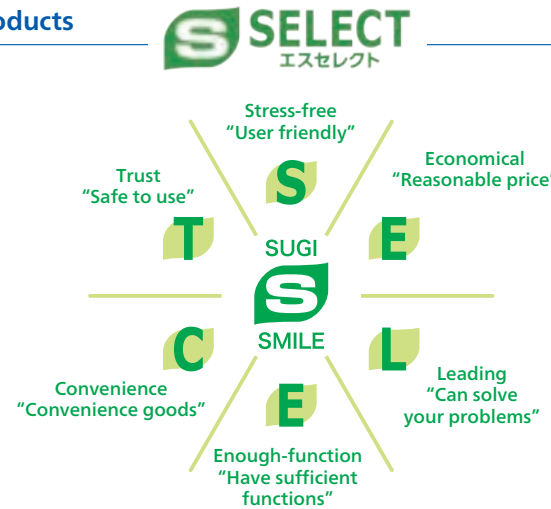 oducts
S SELECT
エスセレクト
Stress-free
“User friendly”
S
Economical
“Reasonable price”
E
Leading
“Can solve
your problems”
L
Enough-function
“Have sufficient
functions”
E
Convenience
“Convenience goods”
C
Trust
“Safe to use”
T
SUGI
S
SMILE